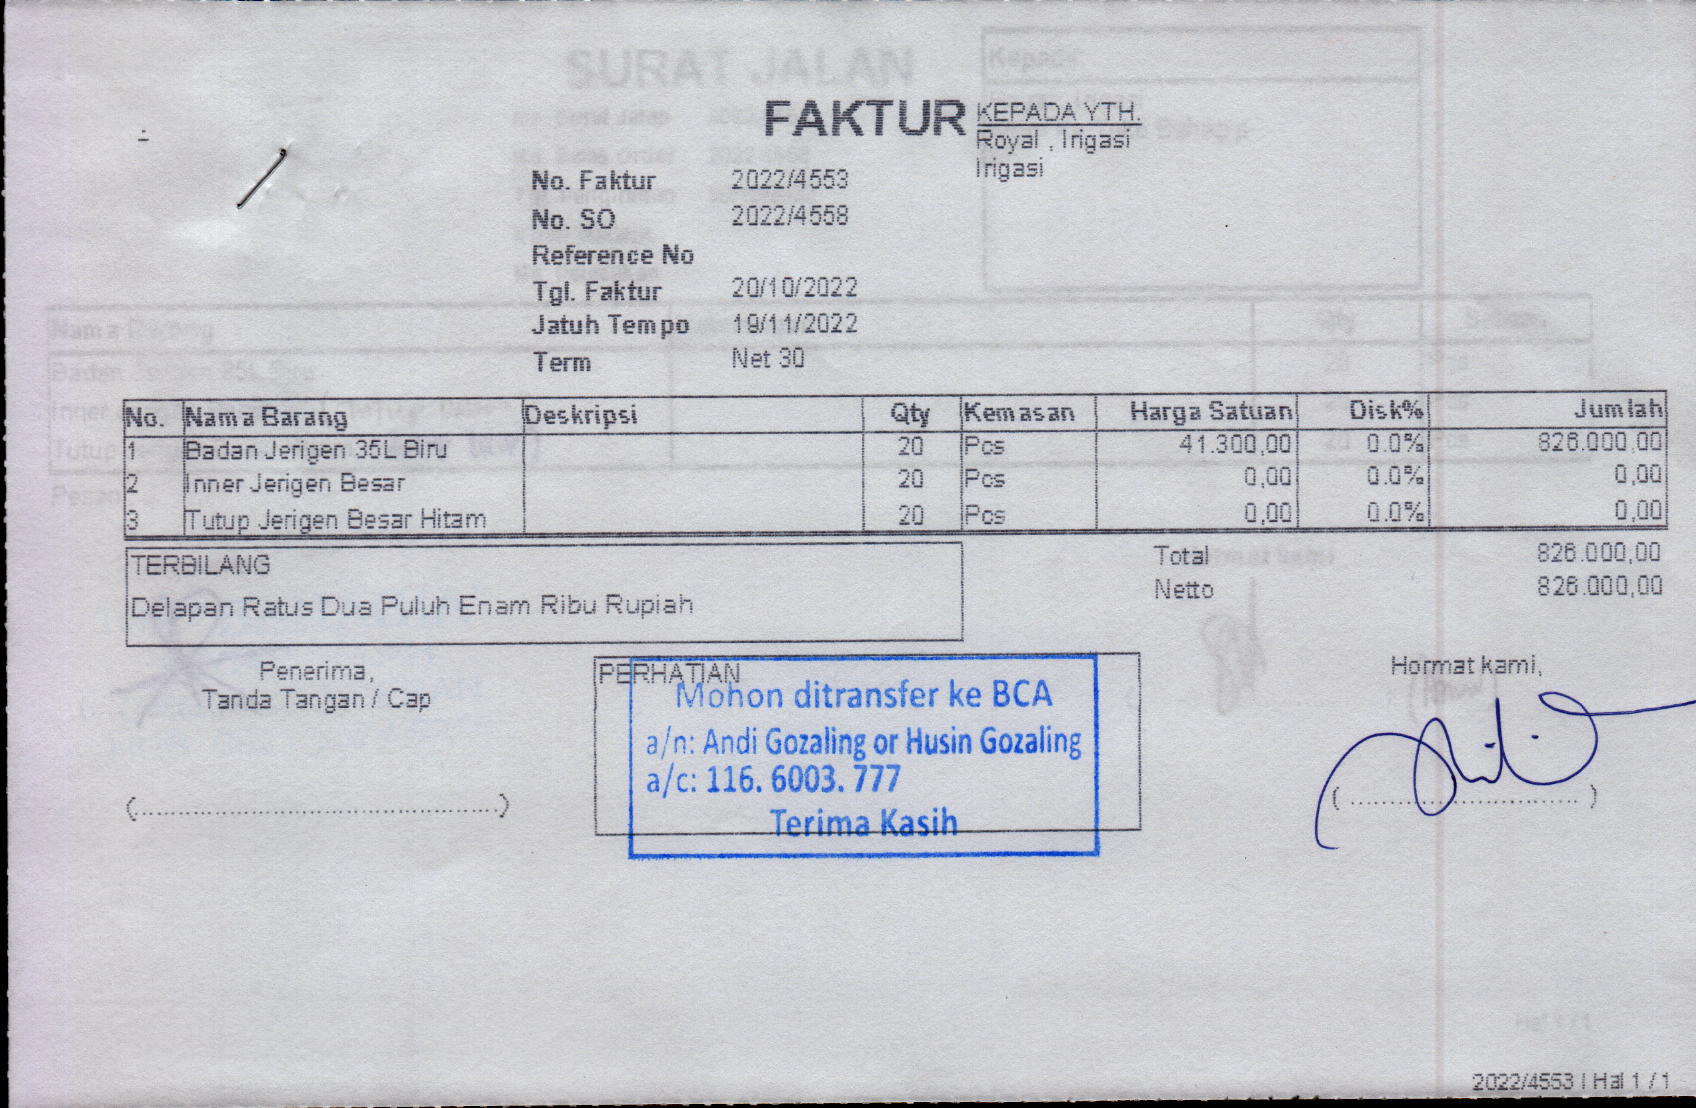 FAKTUR
KEPADA YTH.
Royal , Irigasi
Irigasi
No. Faktur 2022/4553
No. SO 2022/4558
Reference No
Tgl. Faktur 20/10/2022
Jatuh Tempo 19/11/2022
Term Net 30
No. Nama Barang Deskripsi Qty Kemasan Harga Satuan Disk% Jumlah
1 Badan Jerigen 35L Biru 20 Pcs 41.300,00 0.0% 826.000,00
2 Inner Jerigen Besar 20 Pcs 0,00 0.0% 0,00
3 Tutup Jerigen Besar Hitam 20 Pcs 0,00 0.0% 0,00
TERBILANG
Delapan Ratus Dua Puluh Enam Ribu Rupiah
Total 826.000,00
Netto 826.000,00
Penerima,
Tanda Tangan / Cap
(..................................................)
PERHATIAN
Mohon ditransfer ke BCA
a/n: Andi Gozaling or Husin Gozaling
a/c: 116. 6003. 777
Terima Kasih
Hormat kami,
( .............................. )
SURAT JALAN
2022/4553 | Hal 1 / 1